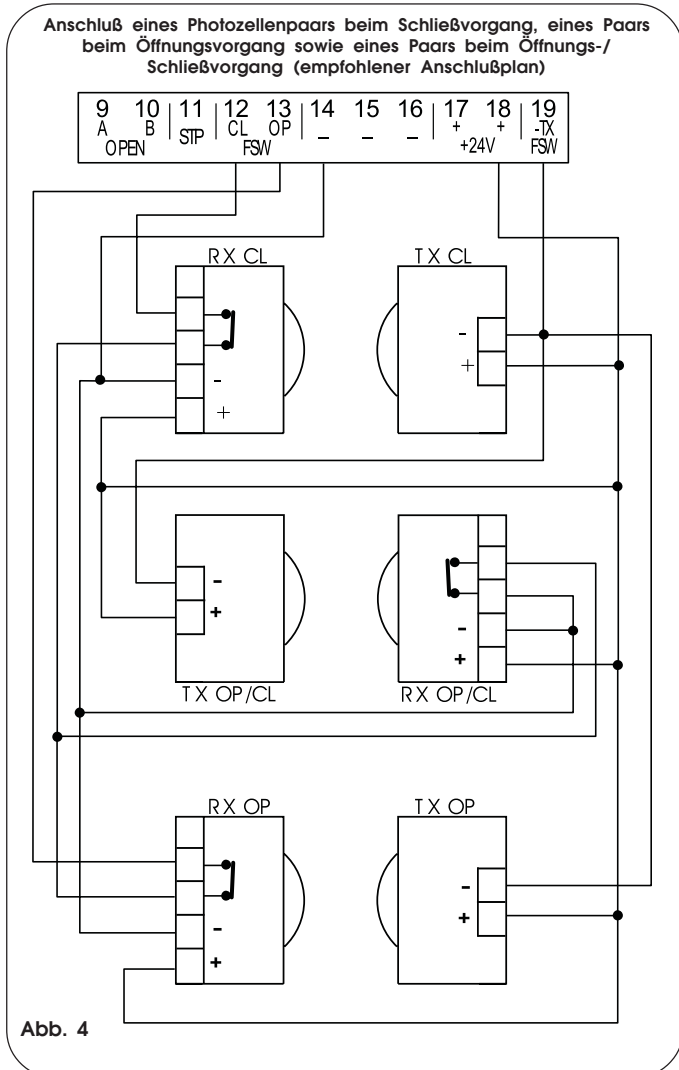 Anschluß eines Photozellenpaars beim Schließvorgang, eines Paars
beim Öffnungsvorgang sowie eines Paars beim Öffnungs-/
Schließvorgang (empfohlener Anschlußplan)
9 10 11 12 13 14 15 16 17 18 19
A B STP CL OP - - - + + -TX
OPEN FSW +24V FSW
RX CL TX CL
- -
+ +
- -
+ +
TX OP/CL RX OP/CL
RX OP TX OP
- -
+ +
Abb. 4